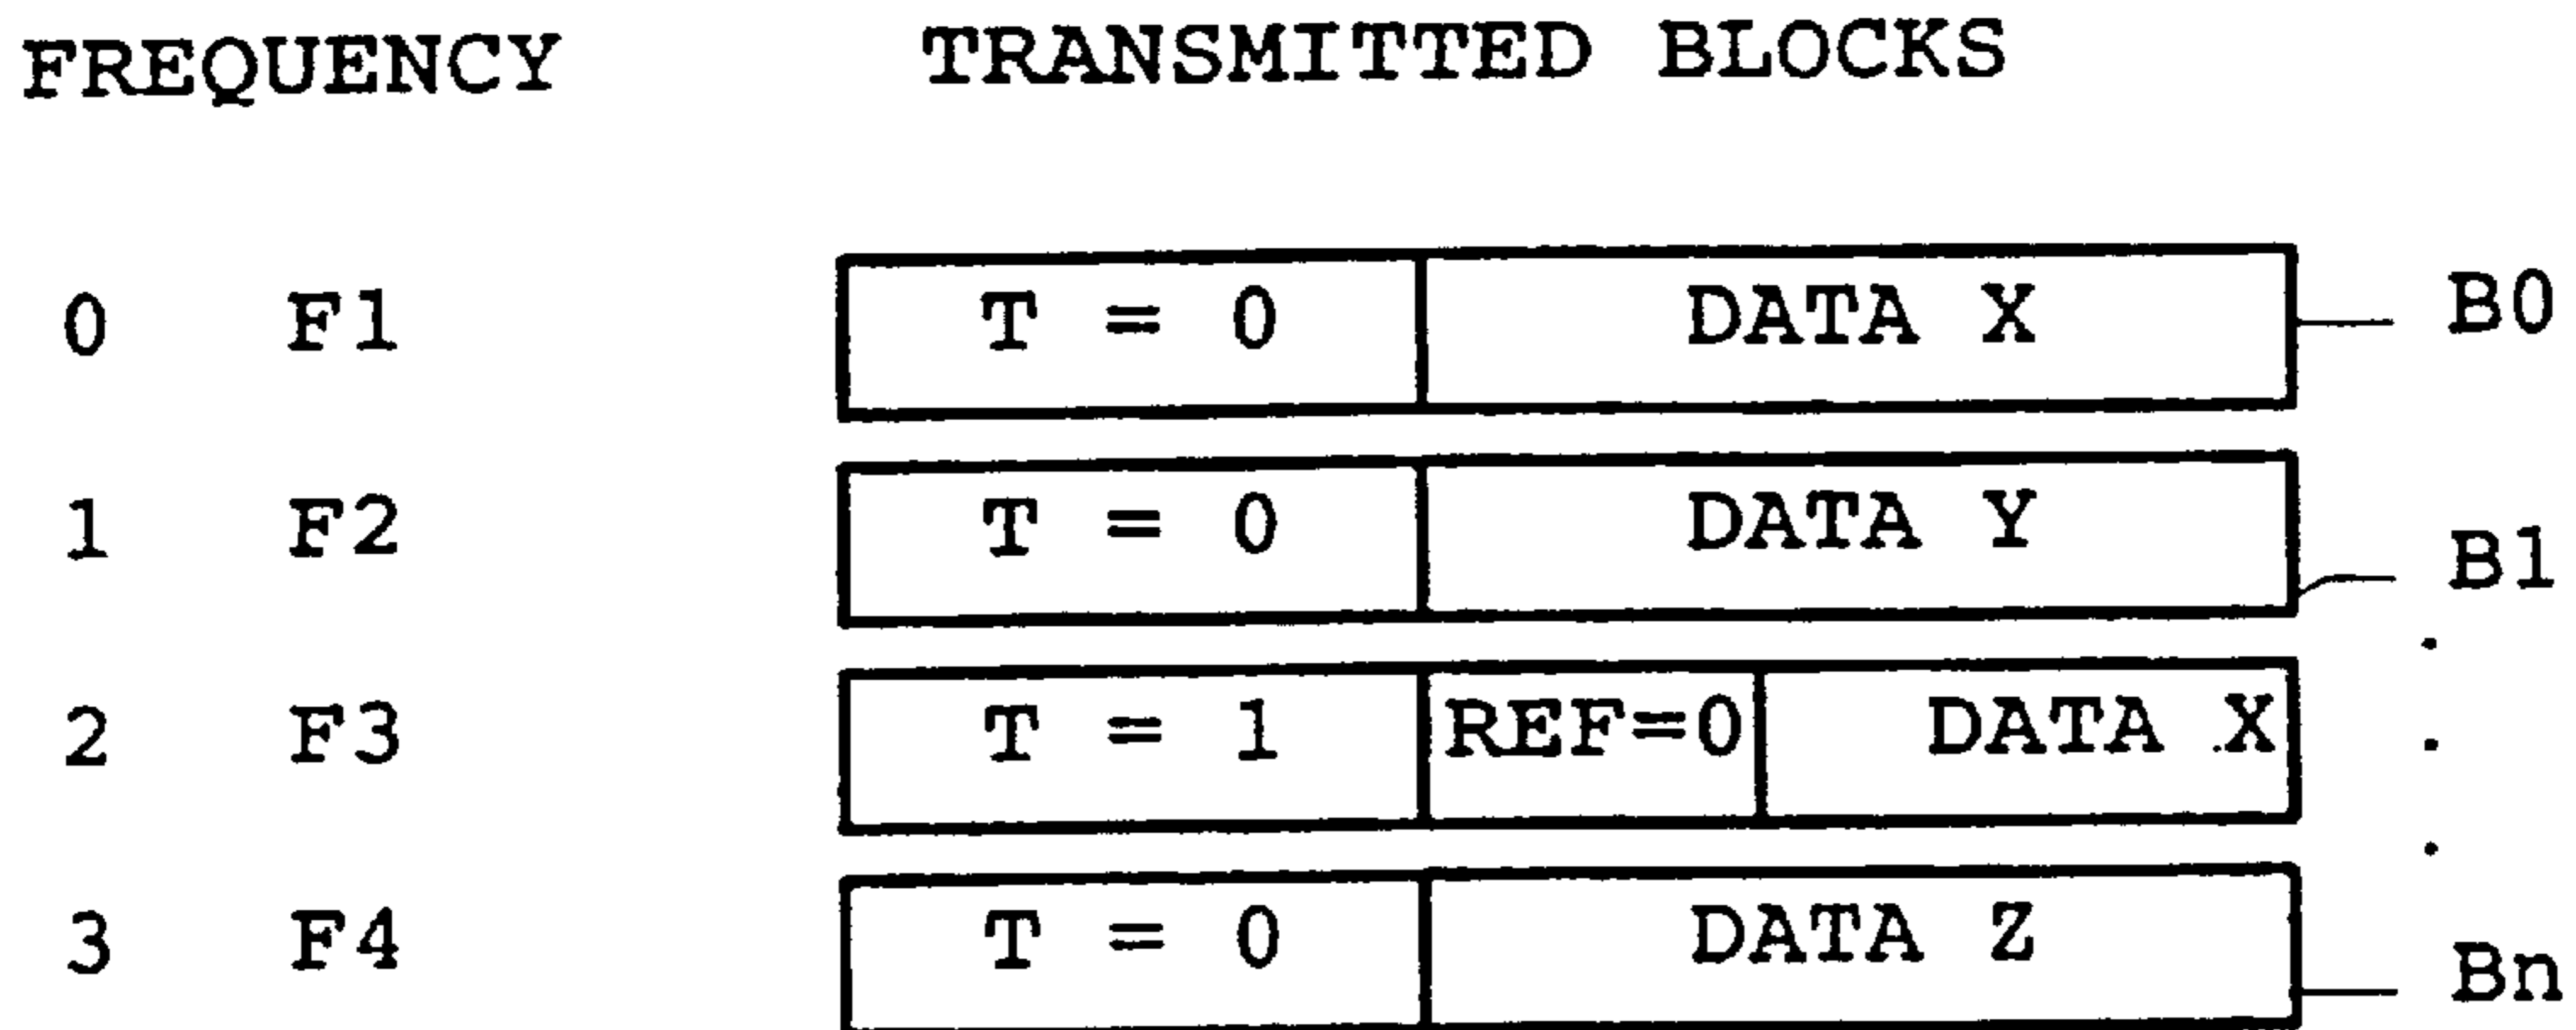 FREQUENCY TRANSMITTED BLOCKS
0 F1 T = 0 DATA X B0
1 F2 T = 0 DATA Y B1
2 F3 T = 1 REF=0 DATA X
3 F4 T = 0 DATA Z Bn